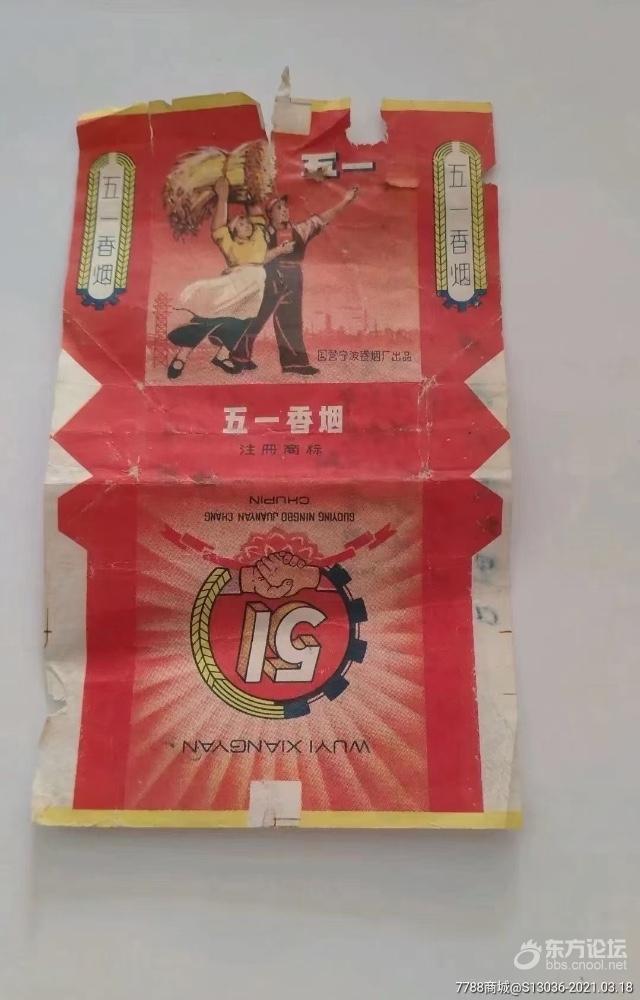 五一
五一香烟
五一香烟
国营宁波卷烟厂出品
五一香烟
注册商标
GUOYING NINGBO JUANYAN CHANG
CHUPIN
51
WUYI XIANGYAN
东方论坛
bbs.cnool.net
7788商城@S13036-2021.03.18